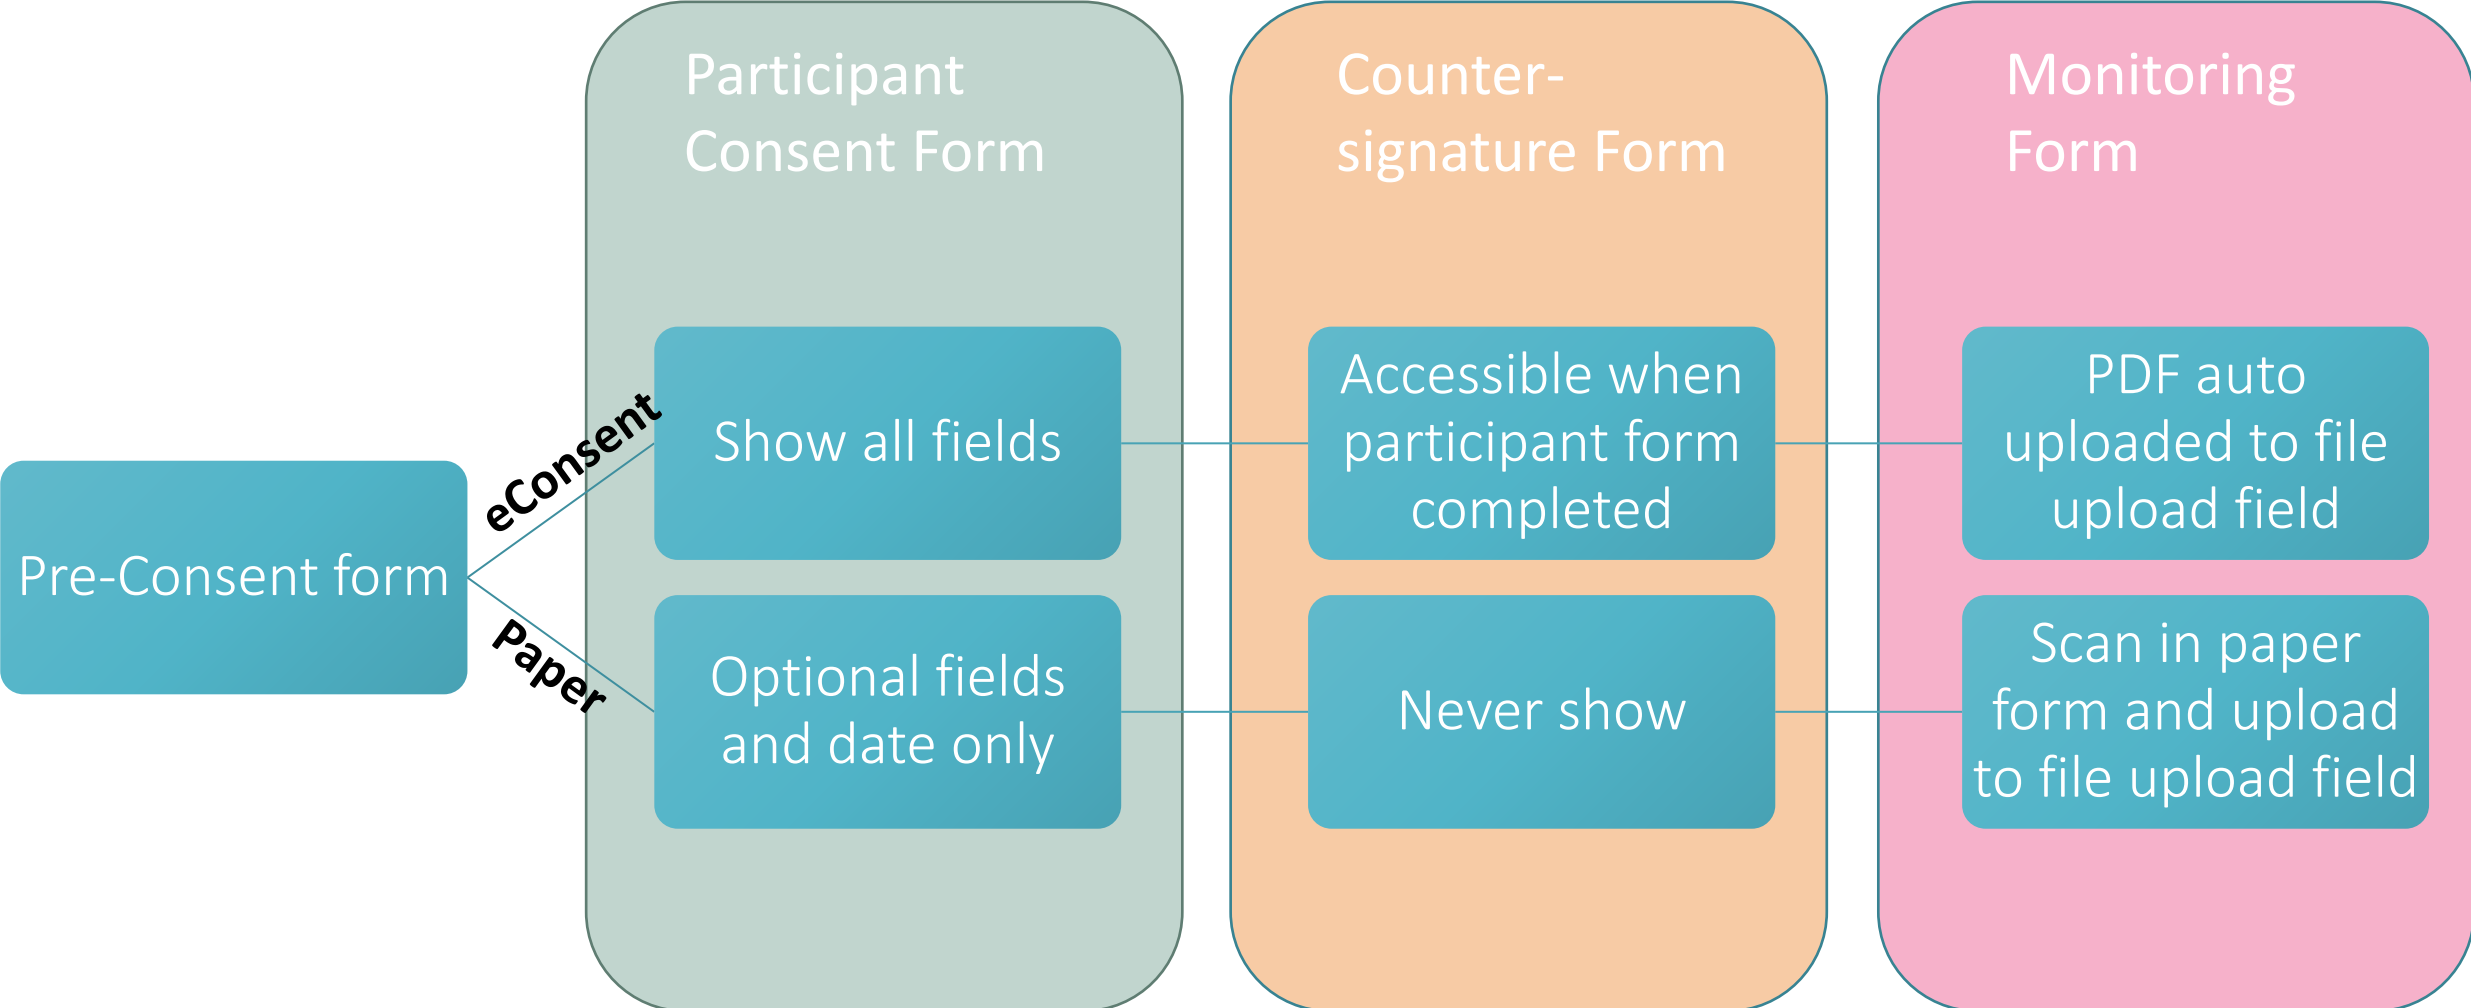 Participant
Consent Form
Counter-
signature Form
Monitoring
Form
Pre-Consent form
eConsent
Show all fields
Accessible when
participant form
completed
PDF auto
uploaded to file
upload field
Paper
Optional fields
and date only
Never show
Scan in paper
form and upload
to file upload field